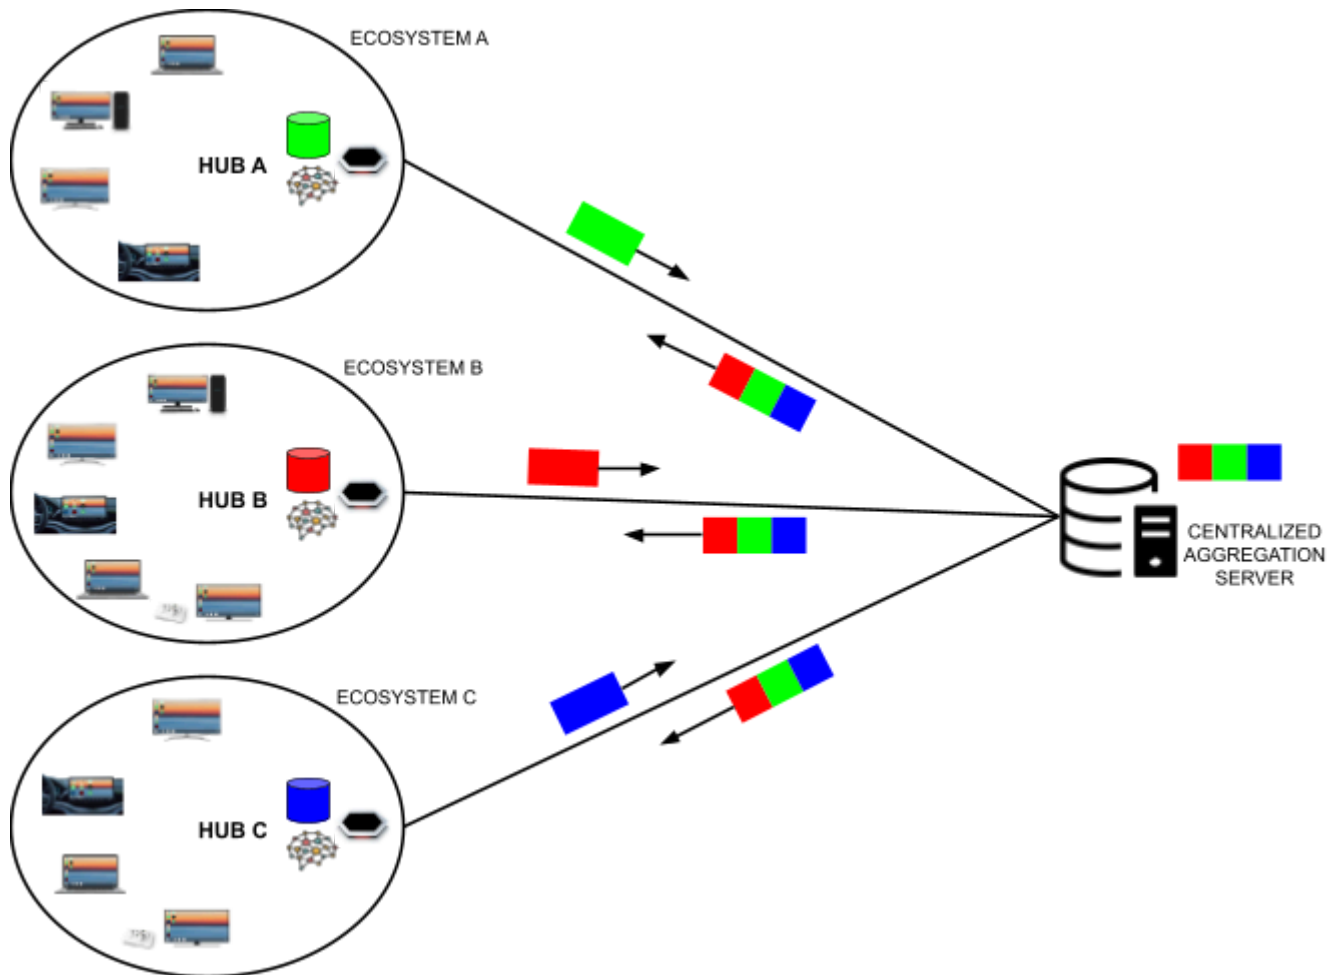 ECOSYSTEM A
HUB A
ECOSYSTEM B
HUB B
CENTRALIZED
AGGREGATION
SERVER
ECOSYSTEM C
HUB C